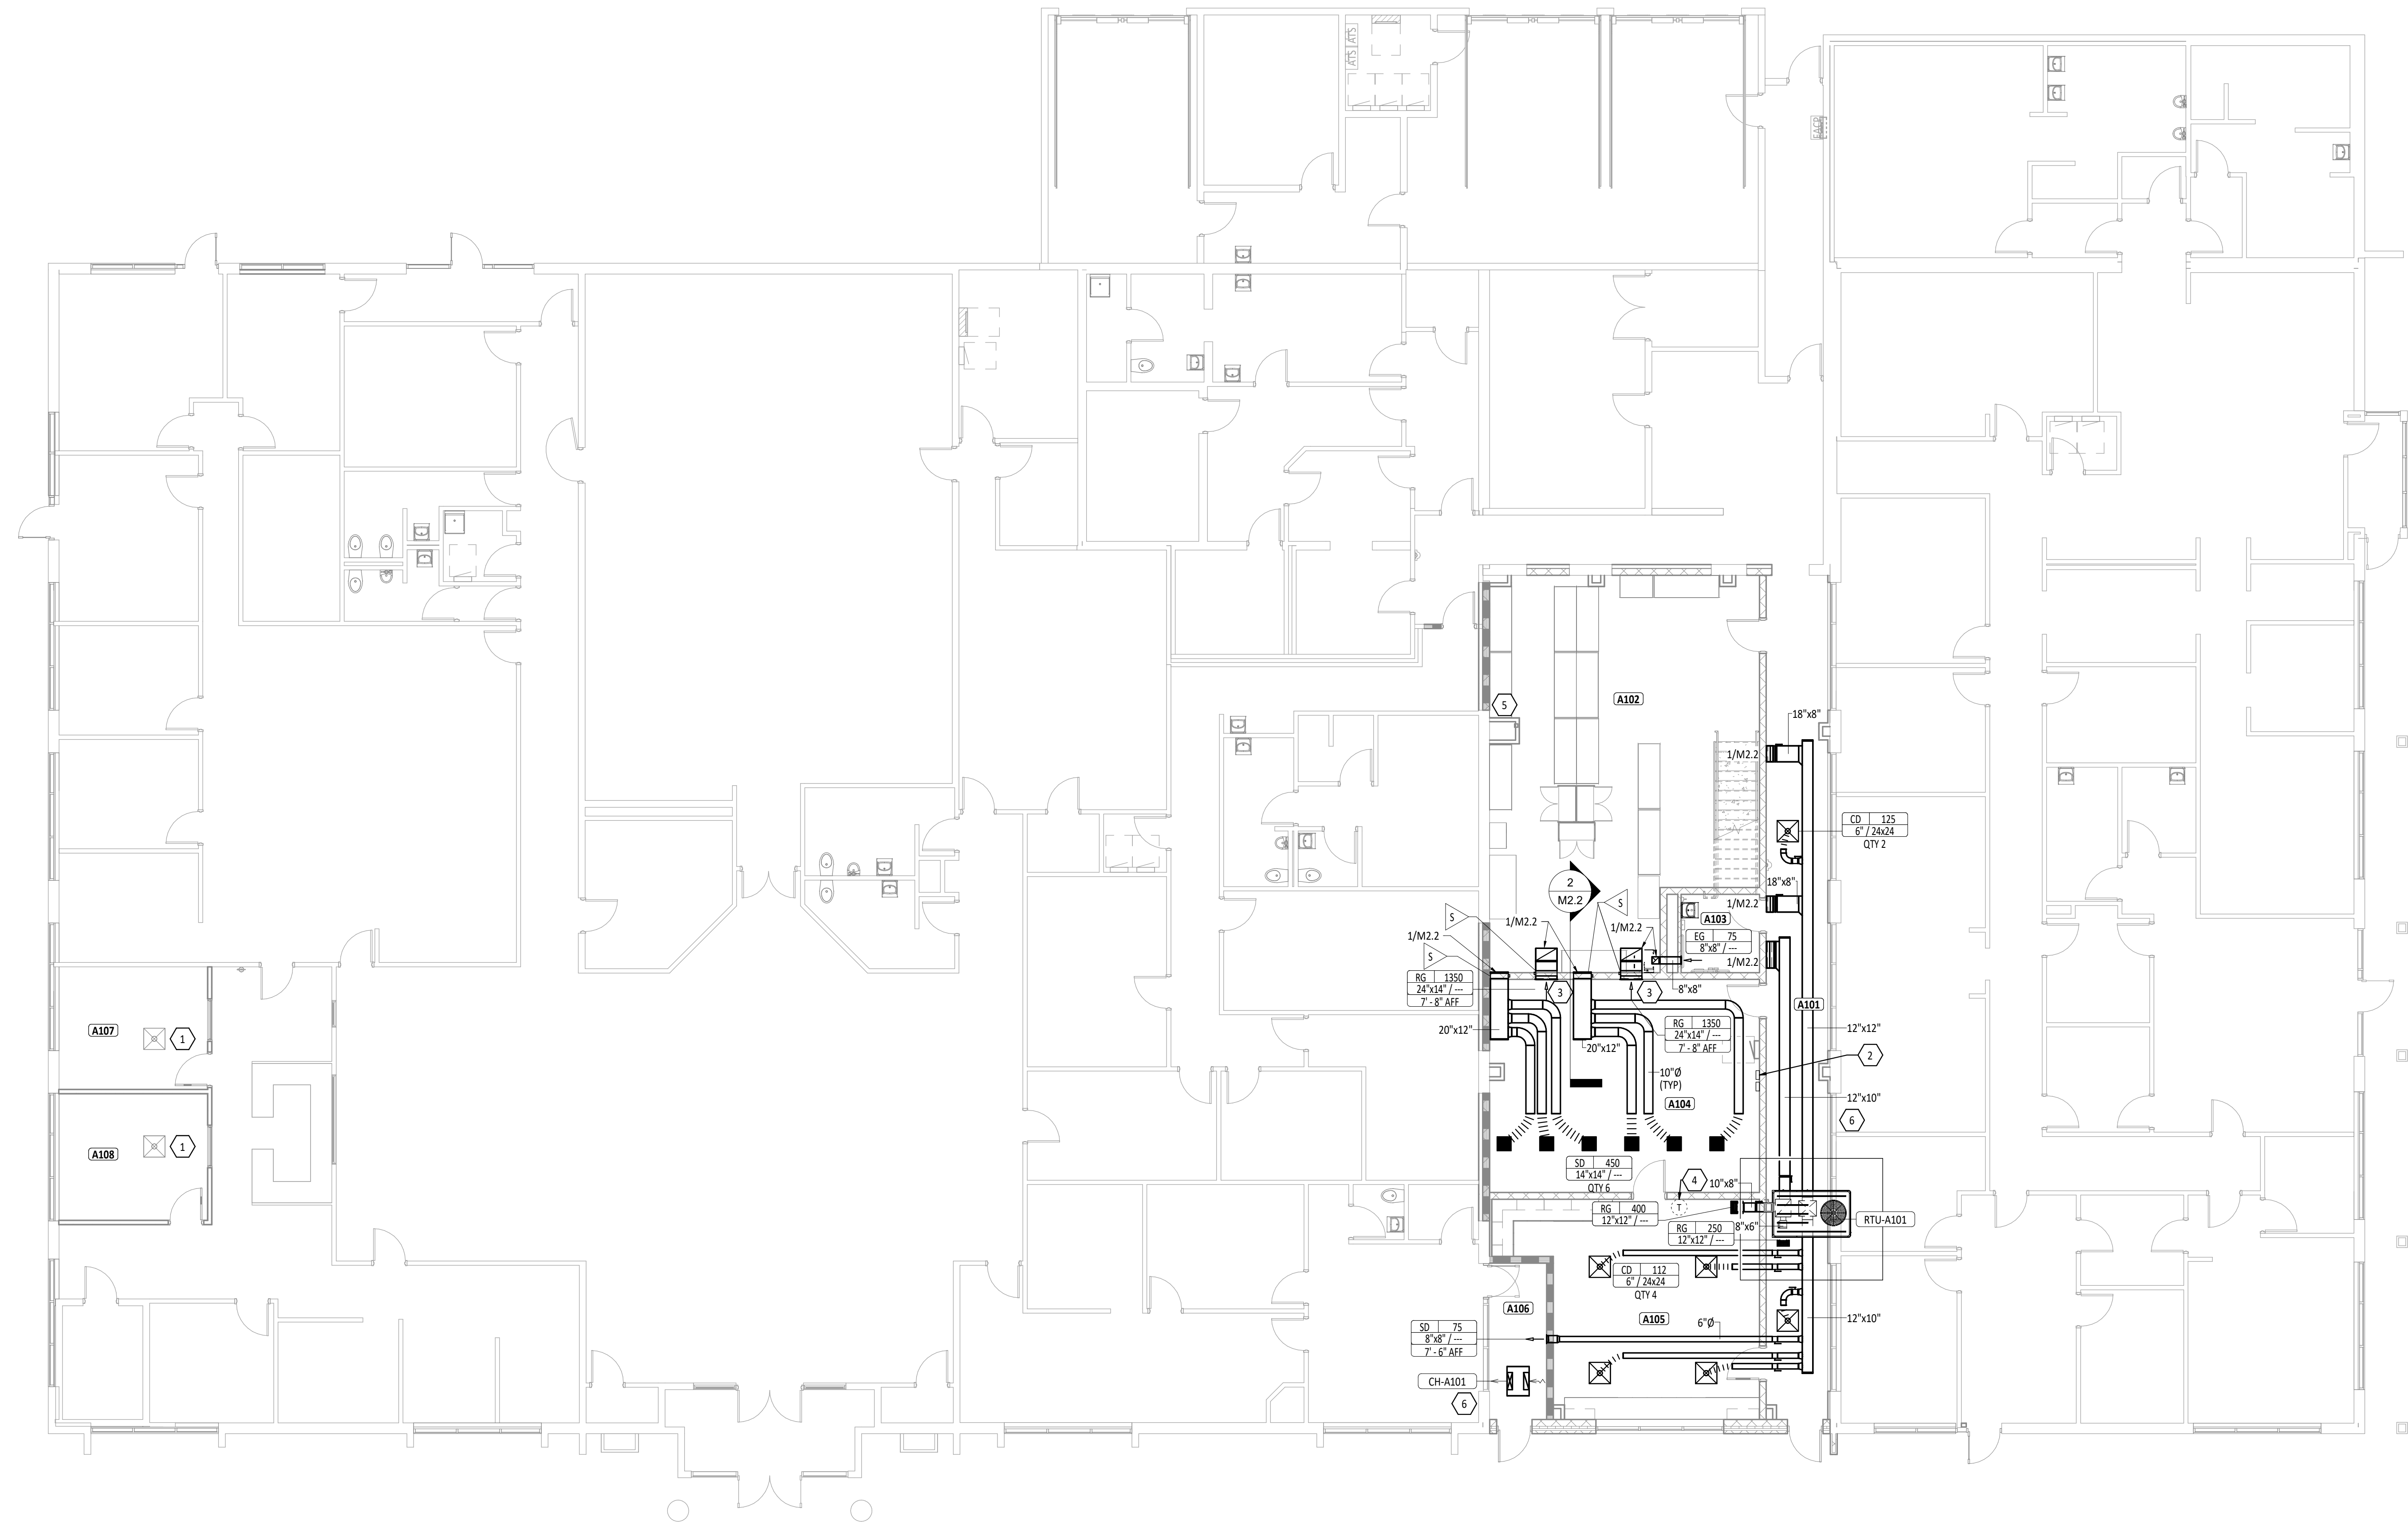 ATS
ATS
FACP
5
A102
18"x8"
1/M2.2
CD 125
6" / 24x24
QTY 2
2
M2.2
S
18"x8"
1/M2.2
A103
S
1/M2.2
1/M2.2
1/M2.2
EG 75
8"x8" / ---
1/M2.2
S
RG 1350
24"x14" / ---
7' - 8" AFF
3
3
8"x8"
A101
A107
1
20"x12"
RG 1350
24"x14" / ---
7' - 8" AFF
12"x12"
20"x12"
2
10"Ø
(TYP)
A104
12"x10"
6
A108
1
SD 450
14"x14" / ---
QTY 6
4
10"x8"
RG 400
12"x12" / ---
T
RTU-A101
RG 250
12"x12" / ---
8"x6"
CD 112
6" / 24x24
QTY 4
A106
A105
6"Ø
12"x10"
SD 75
8"x8" / ---
7' - 6" AFF
CH-A101
6